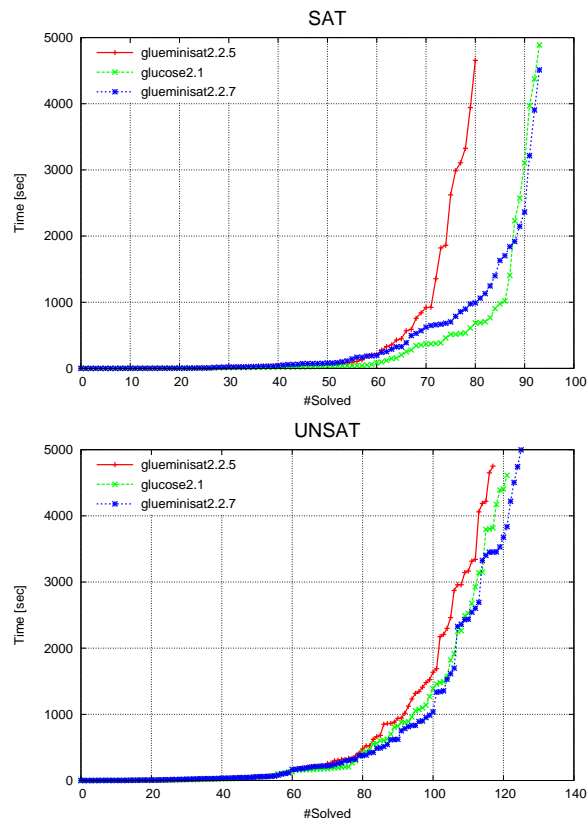 SAT
5000
4000
3000
2000
1000
0
Time [sec]
glueminisat2.2.5
glucose2.1
glueminisat2.2.7
0 10 20 30 40 50 60 70 80 90 100
#Solved
UNSAT
5000
4000
3000
2000
1000
0
Time [sec]
glueminisat2.2.5
glucose2.1
glueminisat2.2.7
0 20 40 60 80 100 120 140
#Solved